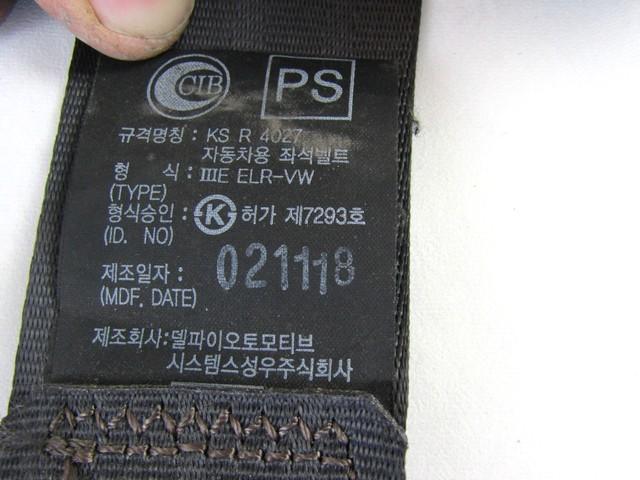 CIB PS
규격명칭 : KS R 4027
자동차용 좌석벨트
형 식 : IIIE ELR-VW
(TYPE)
형식승인 : K 허가 제7293호
(ID. NO)
제조일자 : 021118
(MDF. DATE)
제조회사:델파이오토모티브
시스템스성우주식회사